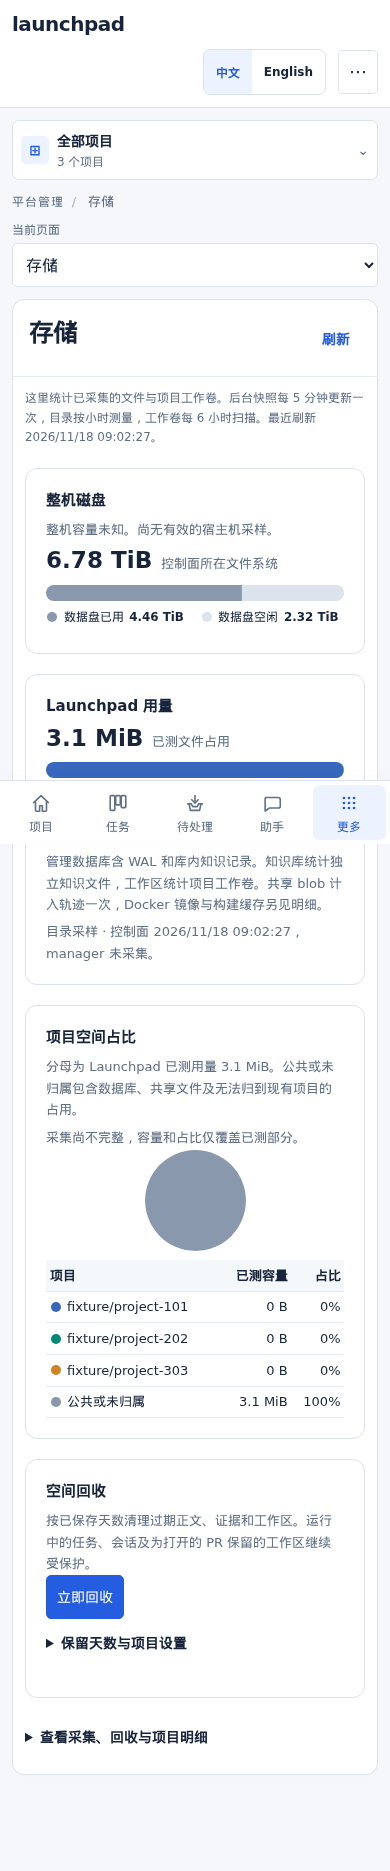 launchpad
中文 English ···
全部项目
3 个项目
平台管理 / 存储
当前页面
存储
存储
刷新
这里统计已采集的文件与项目工作卷。后台快照每 5 分钟更新一
次，目录按小时测量，工作卷每 6 小时扫描。最近刷新
2026/11/18 09:02:27。
整机磁盘
整机容量未知。尚无有效的宿主机采样。
6.78 TiB 控制面所在文件系统
数据盘已用 4.46 TiB 数据盘空闲 2.32 TiB
Launchpad 用量
3.1 MiB 已测文件占用
项目 任务 待处理 助手 更多
管理数据库含 WAL 和库内知识记录。知识库统计独
立知识文件，工作区统计项目工作卷。共享 blob 计
入轨迹一次，Docker 镜像与构建缓存另见明细。
目录采样 · 控制面 2026/11/18 09:02:27，
manager 未采集。
项目空间占比
分母为 Launchpad 已测用量 3.1 MiB。公共或未
归属包含数据库、共享文件及无法归到现有项目的
占用。
采集尚不完整，容量和占比仅覆盖已测部分。
项目 已测容量 占比
fixture/project-101 0 B 0%
fixture/project-202 0 B 0%
fixture/project-303 0 B 0%
公共或未归属 3.1 MiB 100%
空间回收
按已保存天数清理过期正文、证据和工作区。运行
中的任务、会话及为打开的 PR 保留的工作区继续
受保护。
立即回收
保留天数与项目设置
查看采集、回收与项目明细